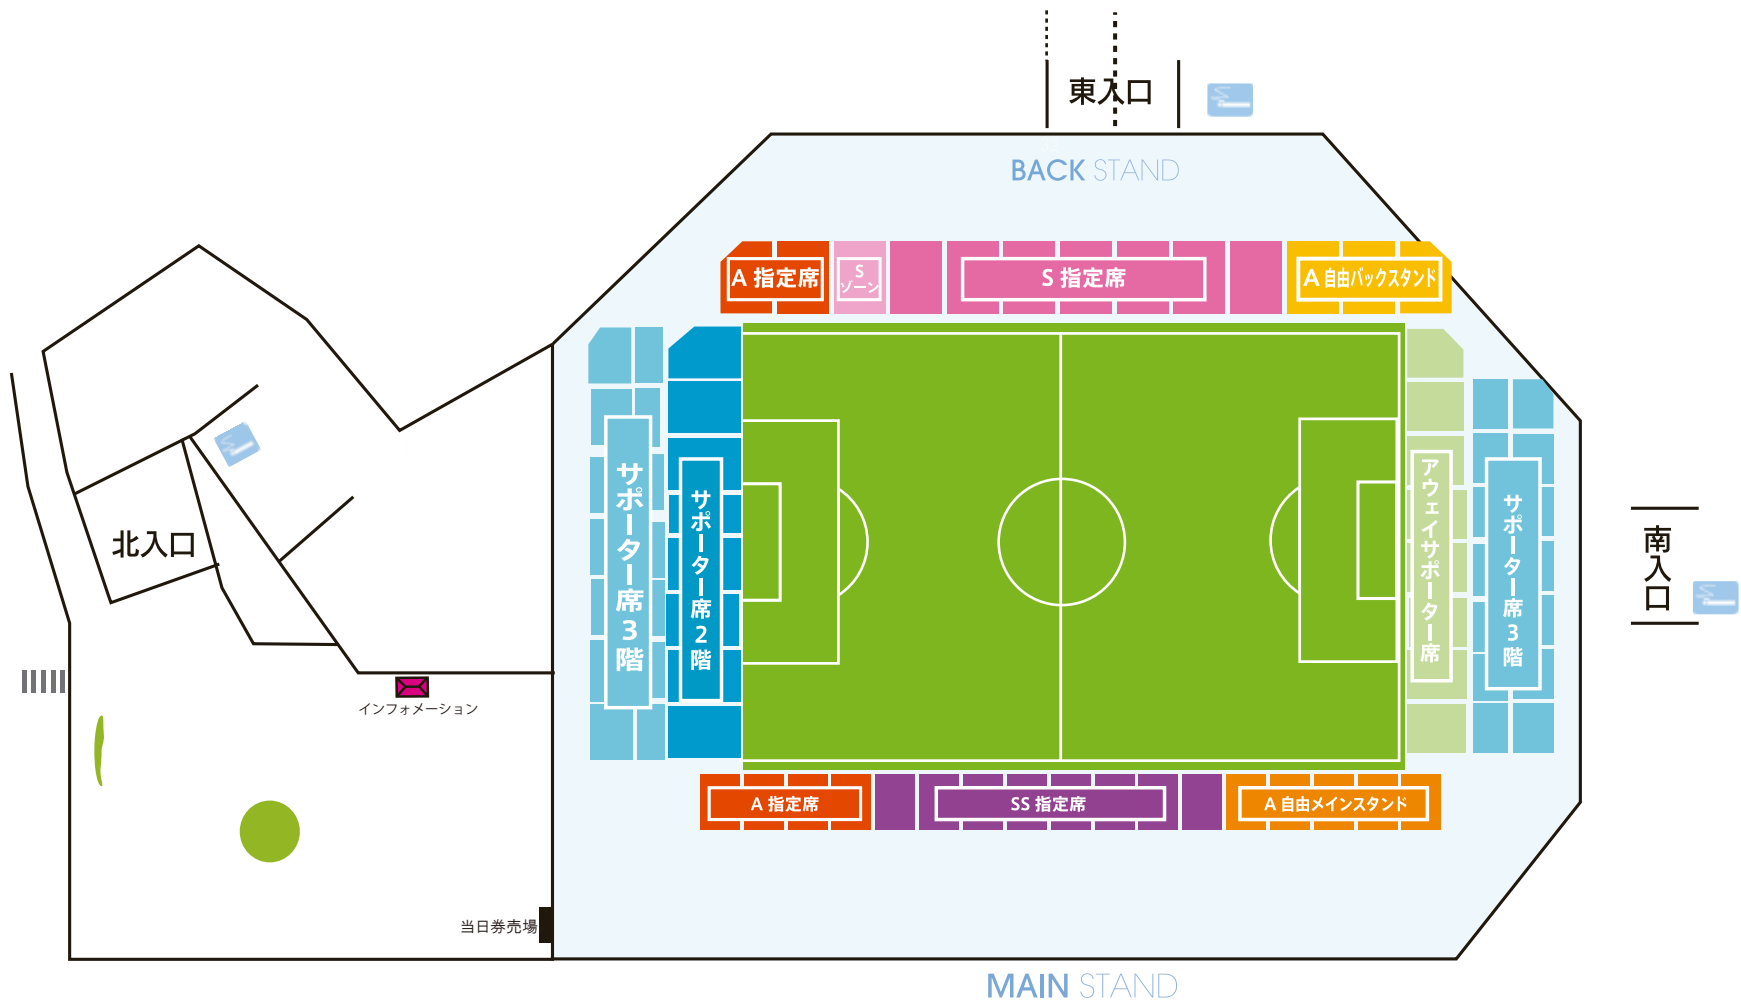 東入口
BACK STAND
A 指定席
S
ゾーン
S 指定席
A 自由バックスタンド
サポーター席3階
サポーター席2階
アウェイサポーター席
サポーター席3階
北入口
南入口
インフォメーション
A 指定席
SS 指定席
A 自由メインスタンド
当日券売場
MAIN STAND